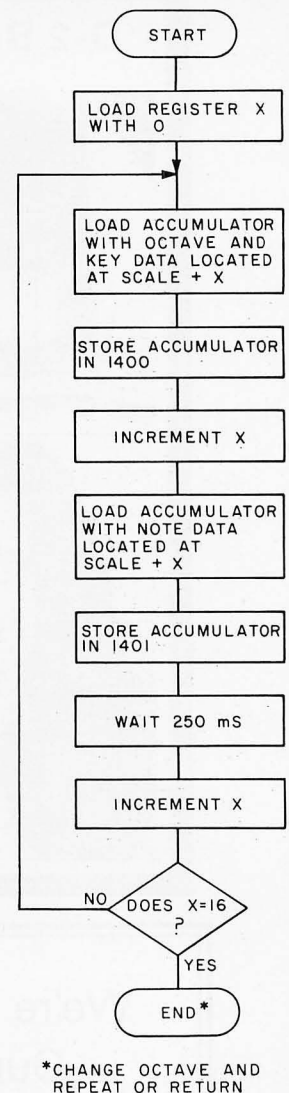 START
LOAD REGISTER X
WITH 0
LOAD ACCUMULATOR
WITH OCTAVE AND
KEY DATA LOCATED
AT SCALE + X
STORE ACCUMULATOR
IN 1400
INCREMENT X
LOAD ACCUMULATOR
WITH NOTE DATA
LOCATED AT
SCALE + X
STORE ACCUMULATOR
IN 1401
WAIT 250 mS
INCREMENT X
NO
DOES X=16
?
YES
END*
*CHANGE OCTAVE AND
REPEAT OR RETURN